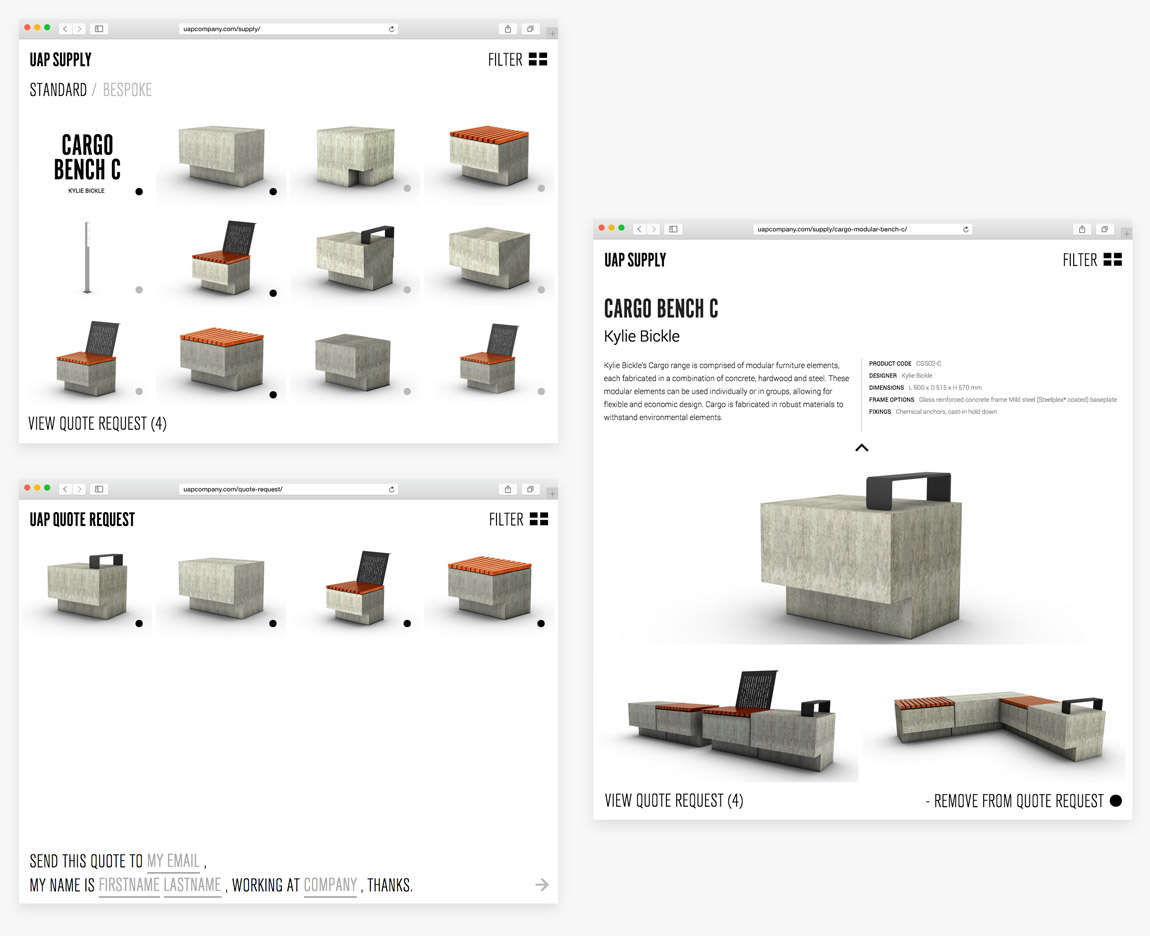 uapcompany.com/supply/
UAP SUPPLY
FILTER
STANDARD / BESPOKE
CARGO
BENCH C
KYLIE BICKLE
VIEW QUOTE REQUEST (4)
uapcompany.com/quote-request/
UAP QUOTE REQUEST
FILTER
SEND THIS QUOTE TO MY EMAIL ,
MY NAME IS FIRSTNAME LASTNAME , WORKING AT COMPANY , THANKS.
uapcompany.com/supply/cargo-modular-bench-c/
UAP SUPPLY
FILTER
CARGO BENCH C
Kylie Bickle
Kylie Bickle's Cargo range is comprised of modular furniture elements,
each fabricated in a combination of concrete, hardwood and steel. These
modular elements can be used individually or in groups, allowing for
flexible and economic design. Cargo is fabricated in robust materials to
withstand environmental elements.
PRODUCT CODE CGS02-C
DESIGNER Kylie Bickle
DIMENSIONS L 600 x D 515 x H 570 mm
FRAME OPTIONS Glass reinforced concrete frame Mild steel (Steelplex® coated) baseplate
FIXINGS Chemical anchors, cast-in hold down
VIEW QUOTE REQUEST (4)
- REMOVE FROM QUOTE REQUEST